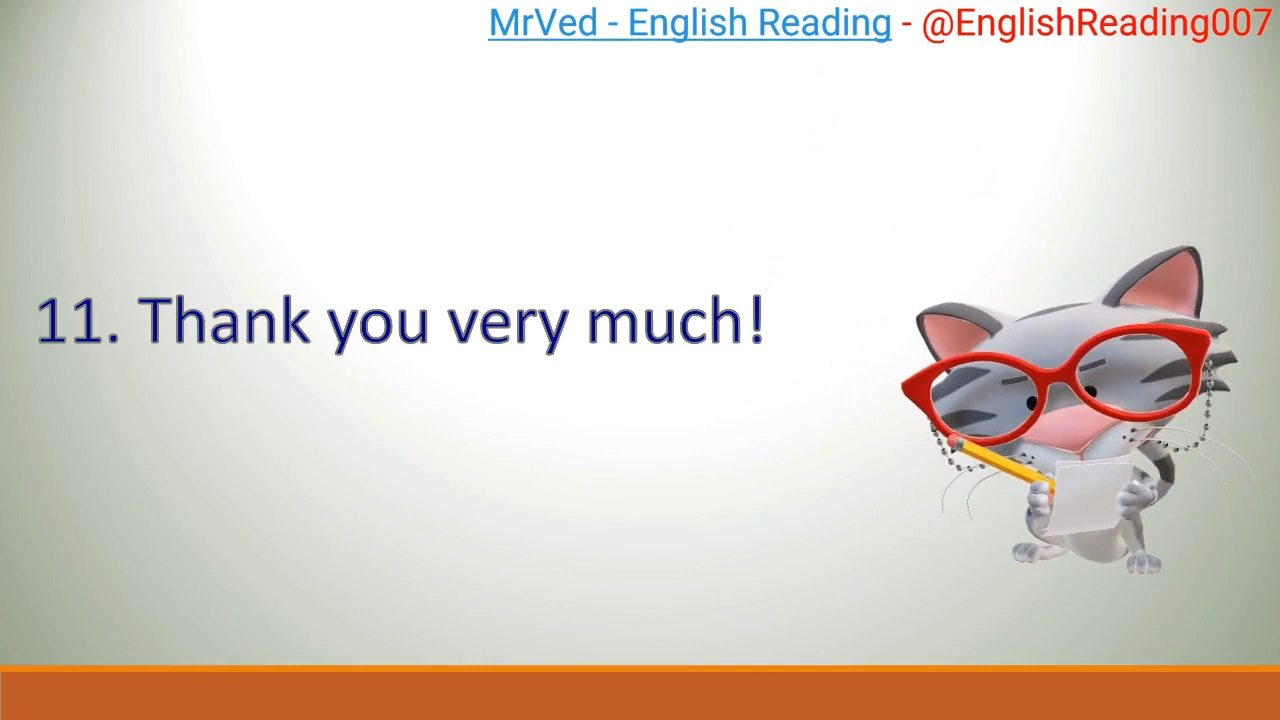 MrVed - English Reading - @EnglishReading007
11. Thank you very much!